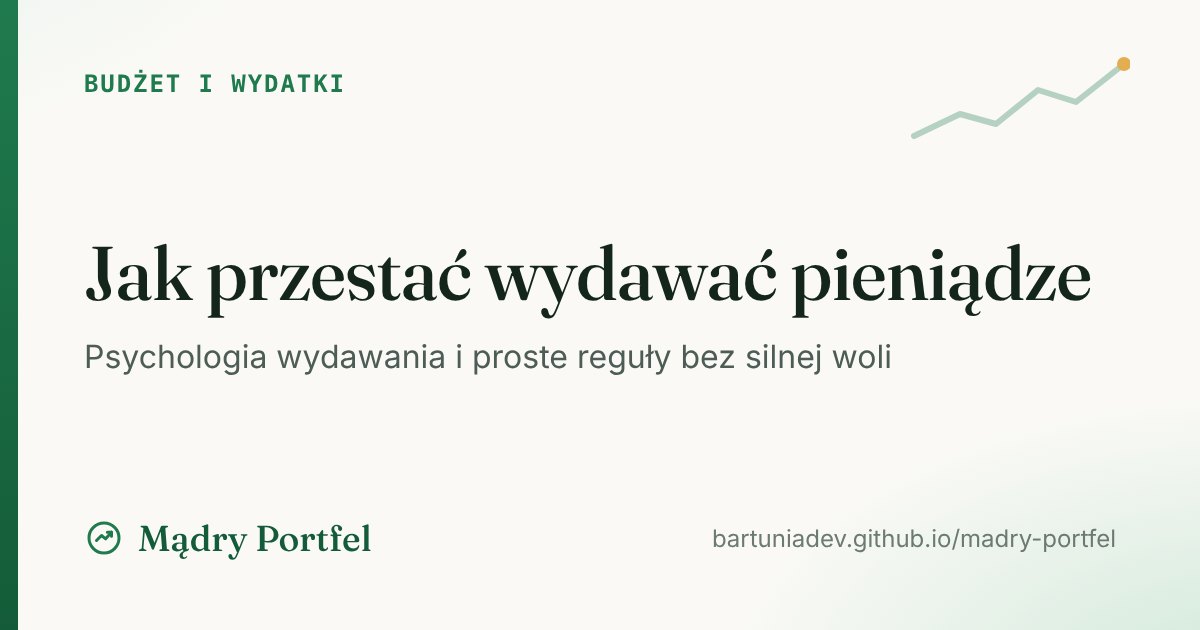 BUDŻET I WYDATKI
Jak przestać wydawać pieniądze
Psychologia wydawania i proste reguły bez silnej woli
Mądry Portfel
bartuniadev.github.io/madry-portfel